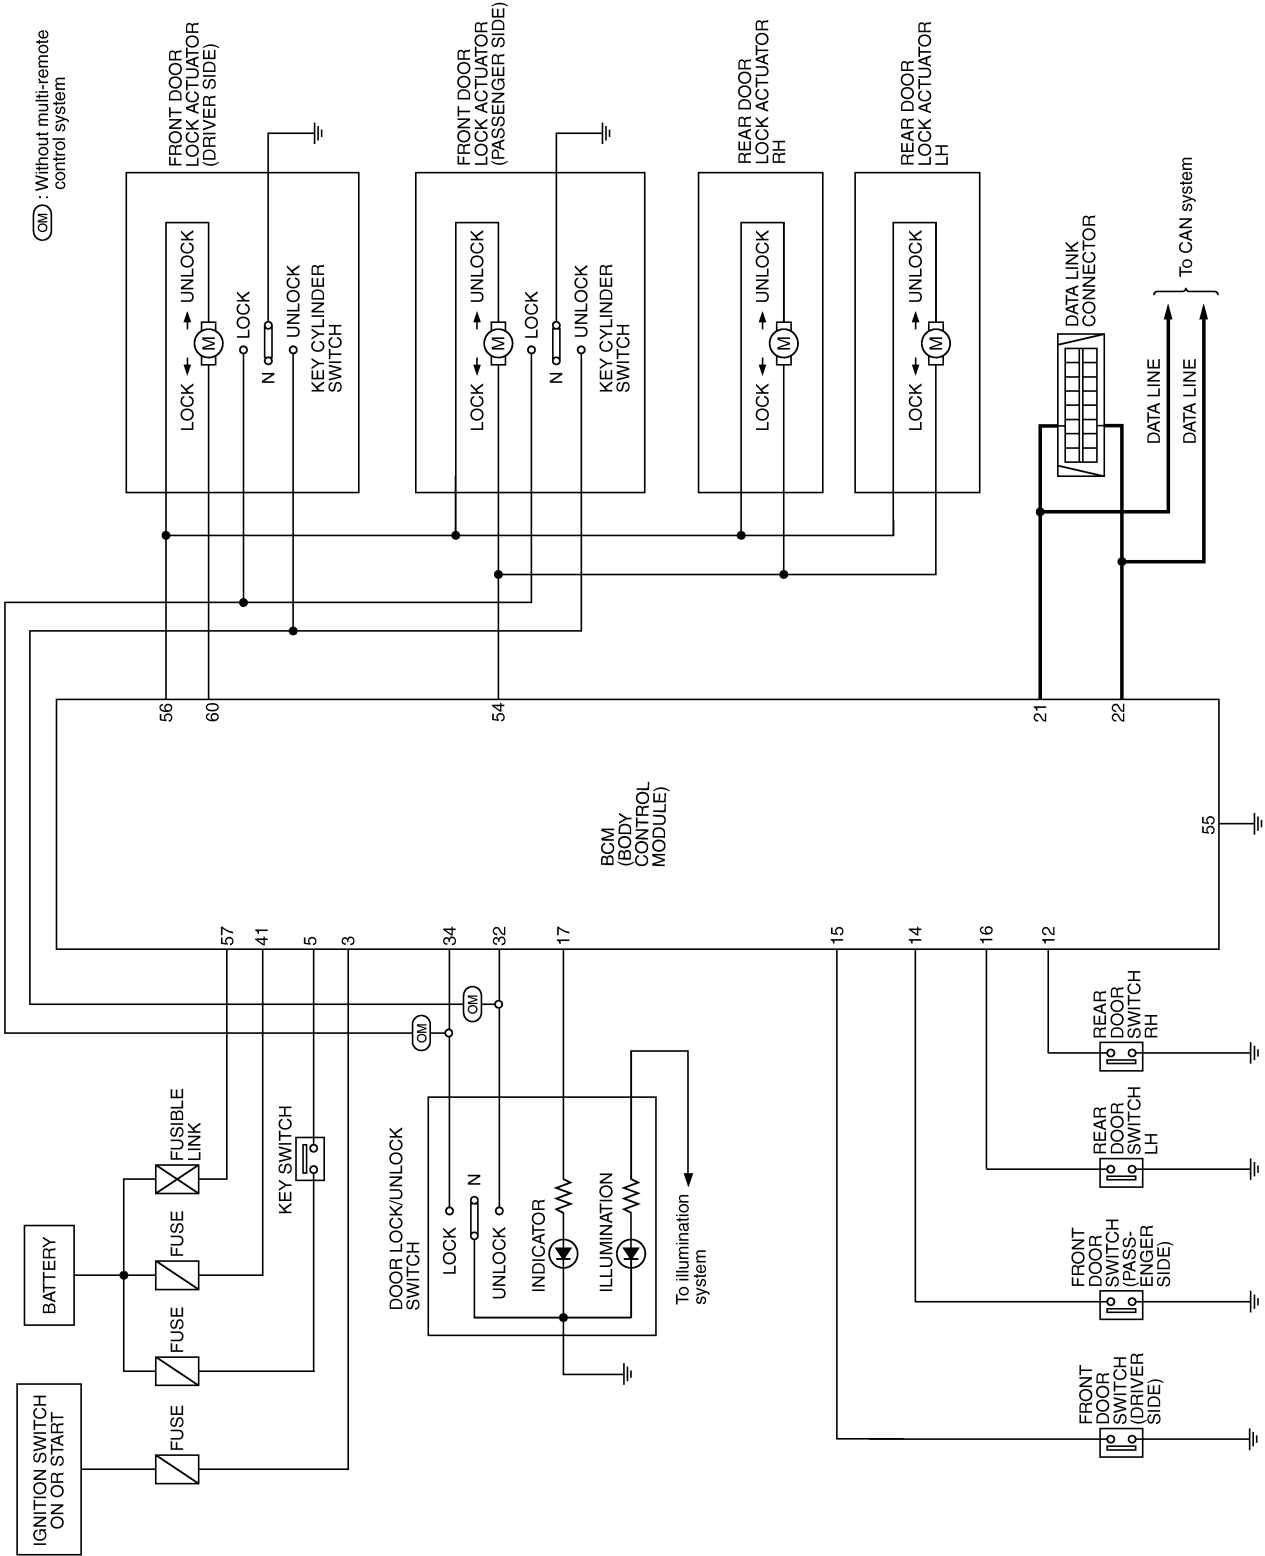 IGNITION SWITCH
ON OR START
BATTERY
FUSE
FUSE
FUSE
FUSIBLE
LINK
KEY SWITCH
57
41
5
3
34
32
17
15
14
16
12
OM
OM
DOOR LOCK/UNLOCK
SWITCH
LOCK
N
UNLOCK
INDICATOR
ILLUMINATION
To illumination
system
FRONT
DOOR
SWITCH
(DRIVER
SIDE)
FRONT
DOOR
SWITCH
(PASS-
ENGER
SIDE)
REAR
DOOR
SWITCH
LH
REAR
DOOR
SWITCH
RH
BCM
(BODY
CONTROL
MODULE)
55
56
60
54
21
22
FRONT DOOR
LOCK ACTUATOR
(DRIVER SIDE)
LOCK
UNLOCK
M
LOCK
N
UNLOCK
KEY CYLINDER
SWITCH
FRONT DOOR
LOCK ACTUATOR
(PASSENGER SIDE)
LOCK
UNLOCK
M
LOCK
N
UNLOCK
KEY CYLINDER
SWITCH
REAR DOOR
LOCK ACTUATOR
RH
LOCK
UNLOCK
M
REAR DOOR
LOCK ACTUATOR
LH
LOCK
UNLOCK
M
DATA LINK
CONNECTOR
DATA LINE
DATA LINE
To CAN system
OM : Without multi-remote
control system